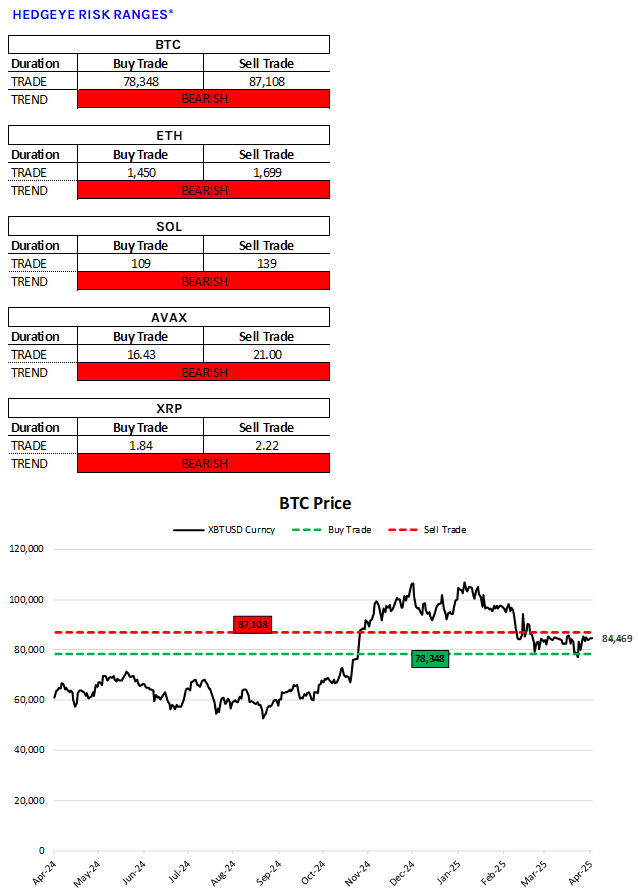 HEDGEYE RISK RANGES*
BTC
Duration Buy Trade Sell Trade
TRADE 78,348 87,108
TREND BEARISH
ETH
Duration Buy Trade Sell Trade
TRADE 1,450 1,699
TREND BEARISH
SOL
Duration Buy Trade Sell Trade
TRADE 109 139
TREND BEARISH
AVAX
Duration Buy Trade Sell Trade
TRADE 16.43 21.00
TREND BEARISH
XRP
Duration Buy Trade Sell Trade
TRADE 1.84 2.22
TREND BEARISH
BTC Price
XBTUSD Curncy Buy Trade Sell Trade
120,000
100,000
87,108
84,469
80,000
78,348
60,000
40,000
20,000
0
Apr-24 May-24 Jun-24 Jul-24 Aug-24 Sep-24 Oct-24 Nov-24 Dec-24 Jan-25 Feb-25 Mar-25 Apr-25